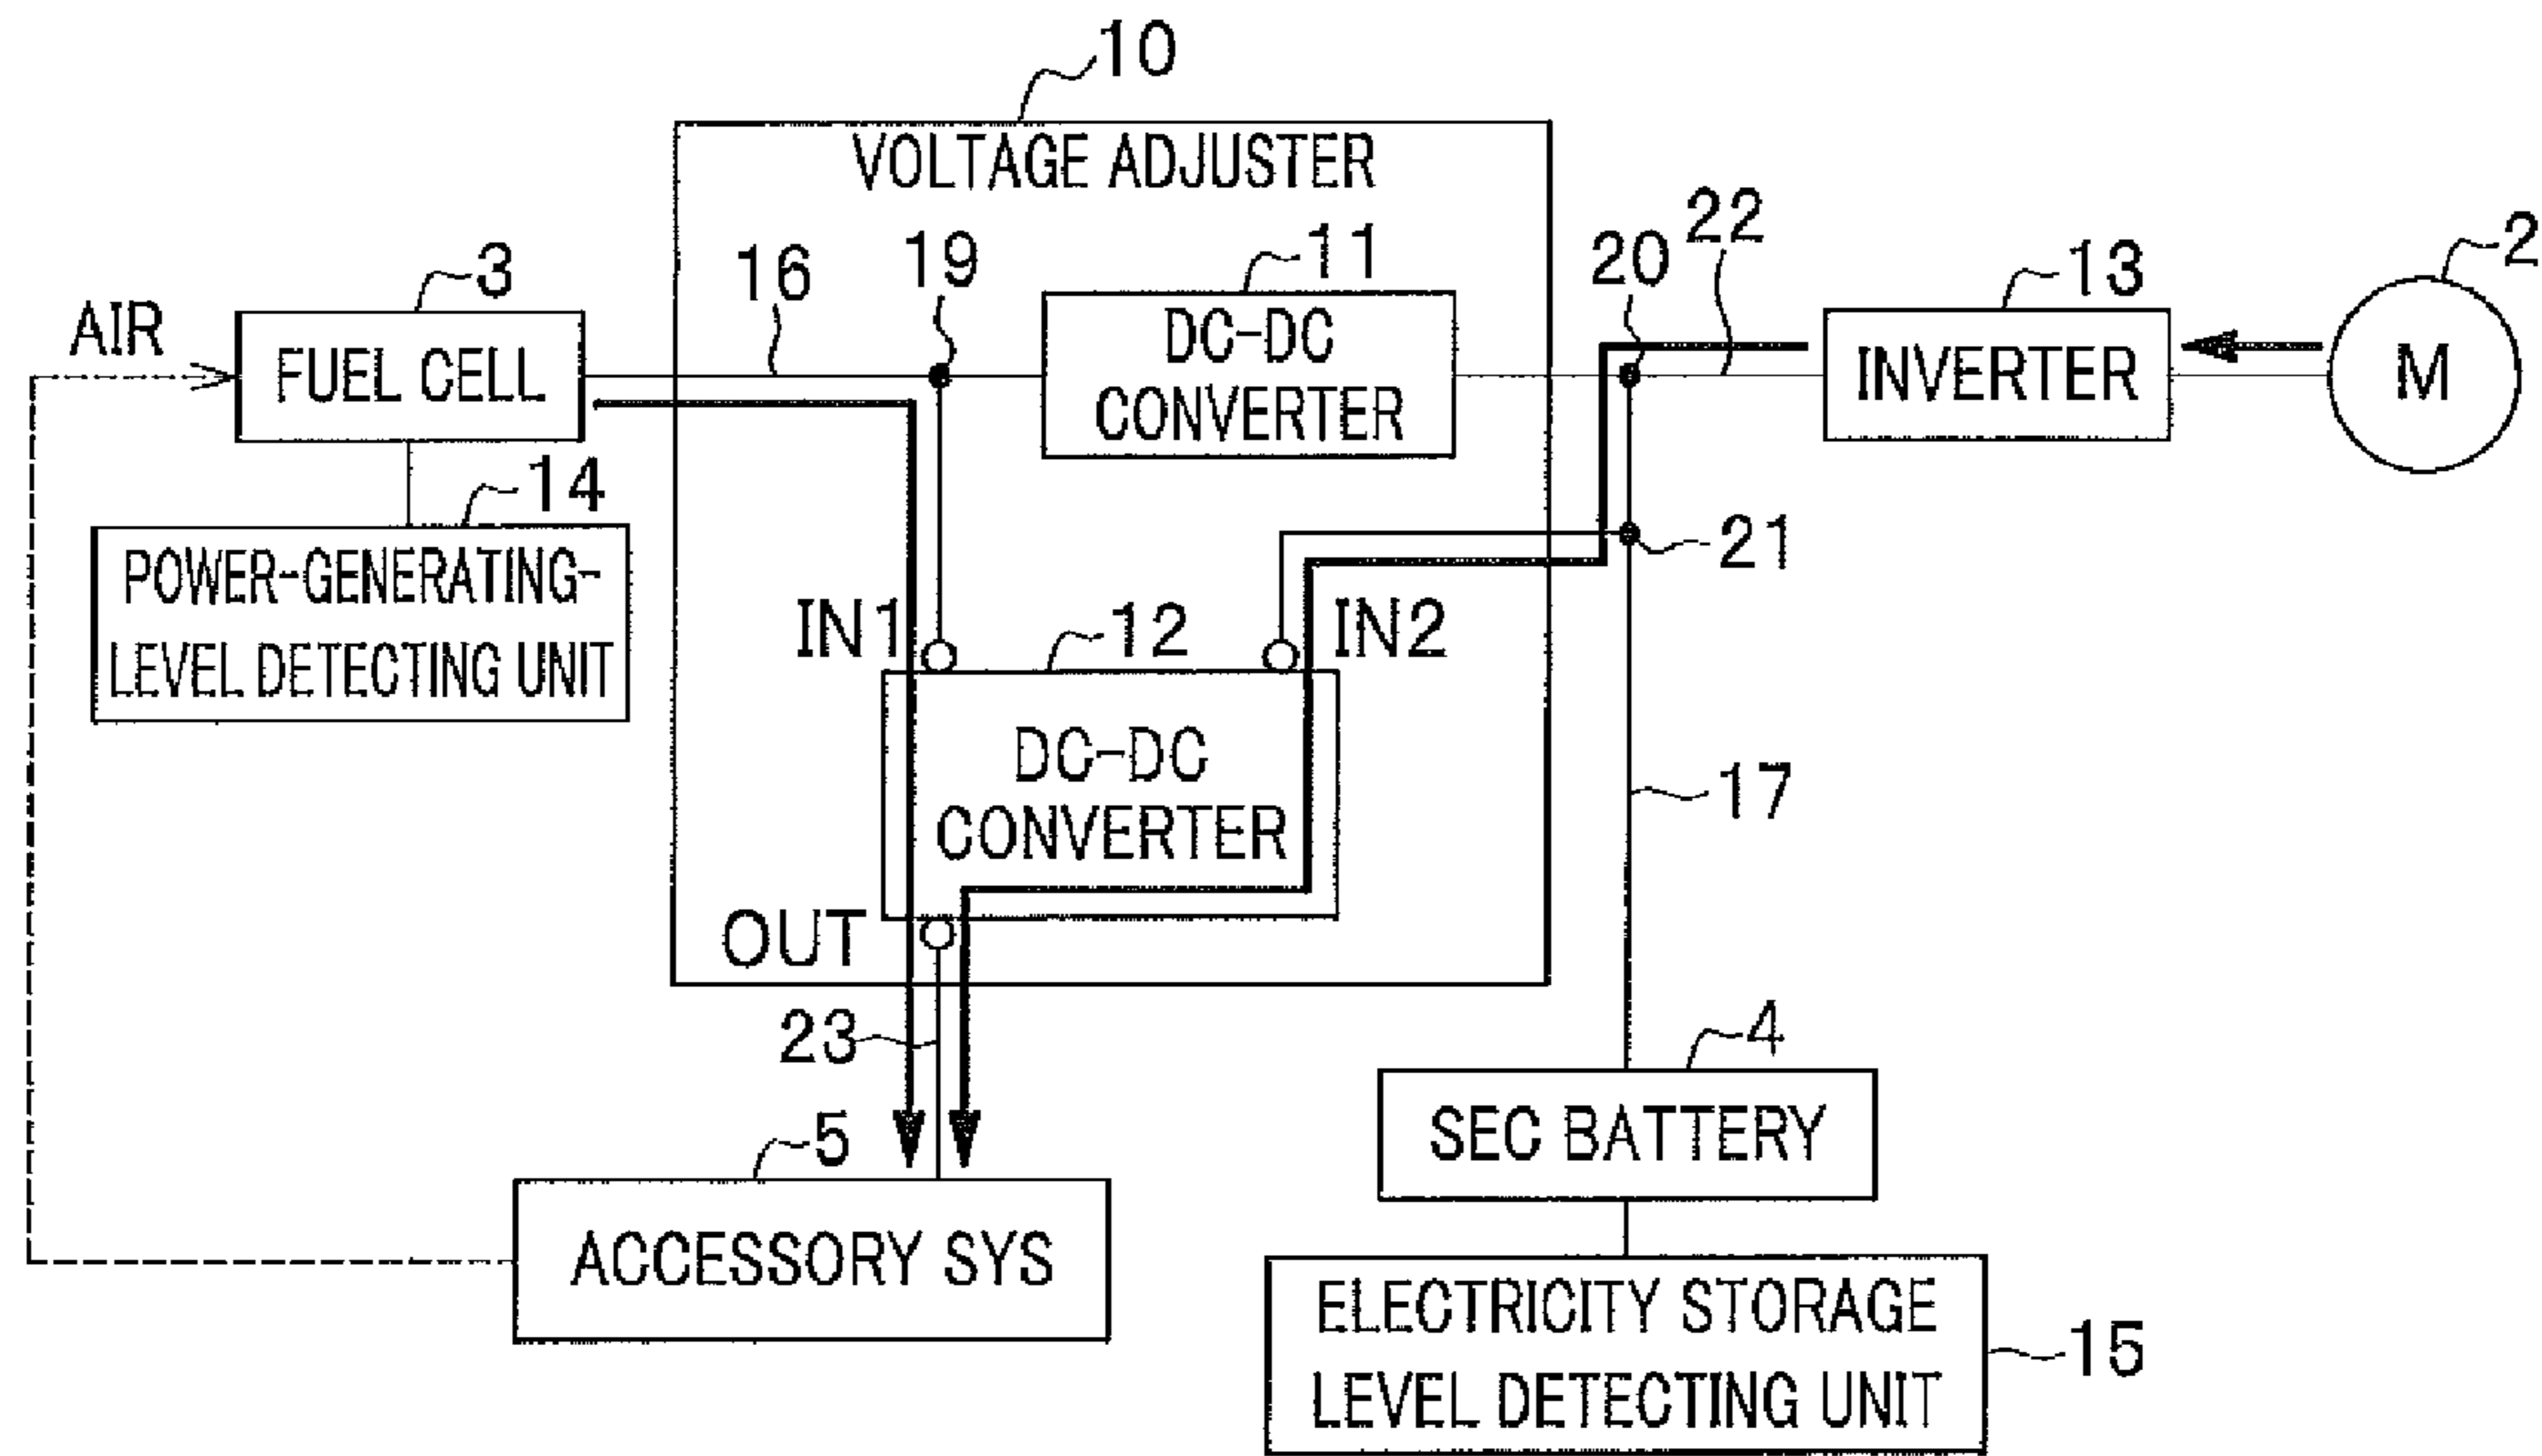 10
VOLTAGE ADJUSTER
3
16
19
11
20
22
13
2
AIR
FUEL CELL
DC-DC
CONVERTER
INVERTER
M
14
POWER-GENERATING-
LEVEL DETECTING UNIT
21
IN1
12
IN2
DC-DC
CONVERTER
17
OUT
23
4
5
SEC BATTERY
ACCESSORY SYS
ELECTRICITY STORAGE
LEVEL DETECTING UNIT
15